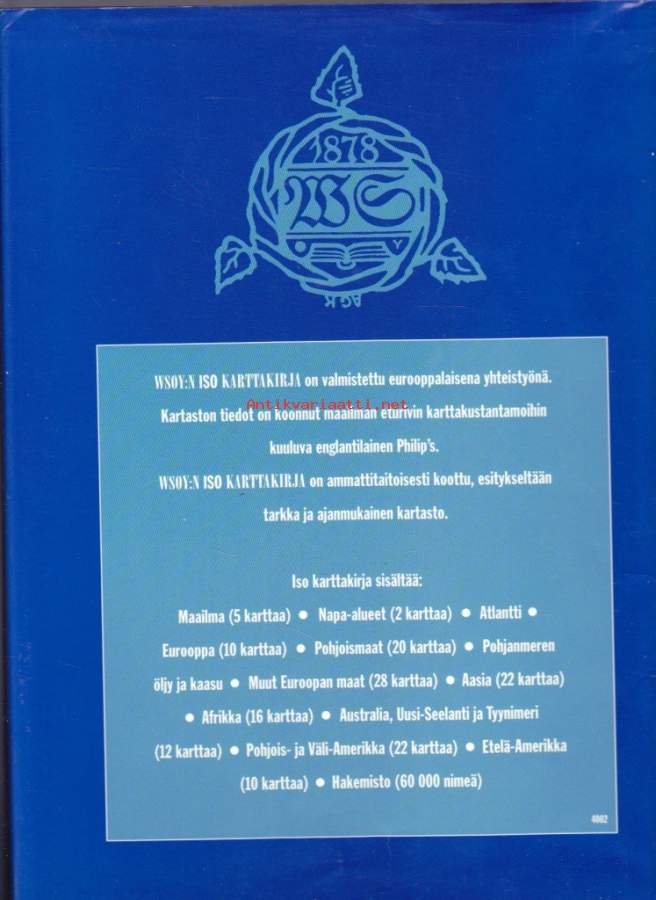 1878
WS
O Y
WSOY:N ISO KARTTAKIRJA on valmistettu eurooppalaisena yhteistyönä.
Antikvariaatti.net
Kartaston tiedot on koonnut maailman eturivin karttakustantamoihin
kuuluva englantilainen Philip's.
WSOY:N ISO KARTTAKIRJA on ammattitaitoisesti koottu, esitykseltään
tarkka ja ajanmukainen kartasto.
Iso karttakirja sisältää:
Maailma (5 karttaa) ● Napa-alueet (2 karttaa) ● Atlantti ●
Eurooppa (10 karttaa) ● Pohjoismaat (20 karttaa) ● Pohjanmeren
öljy ja kaasu ● Muut Euroopan maat (28 karttaa) ● Aasia (22 karttaa)
● Afrikka (16 karttaa) ● Australia, Uusi-Seelanti ja Tyynimeri
(12 karttaa) ● Pohjois- ja Väli-Amerikka (22 karttaa) ● Etelä-Amerikka
(10 karttaa) ● Hakemisto (60 000 nimeä)
4002